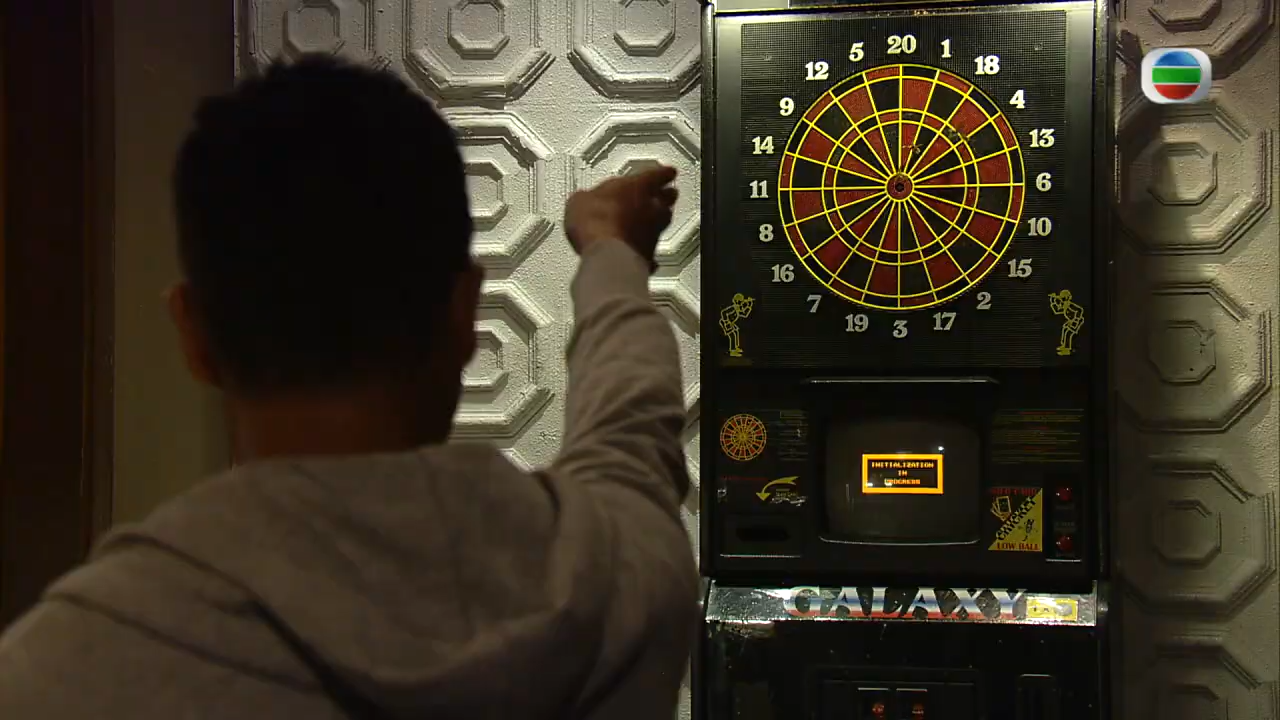 5 20 1
12 18
9 4
14 13
11 6
8 10
16 15
7 2
19 3 17
INITIALIZATION
IN
PROGRESS
LOW BALL
GALAXY